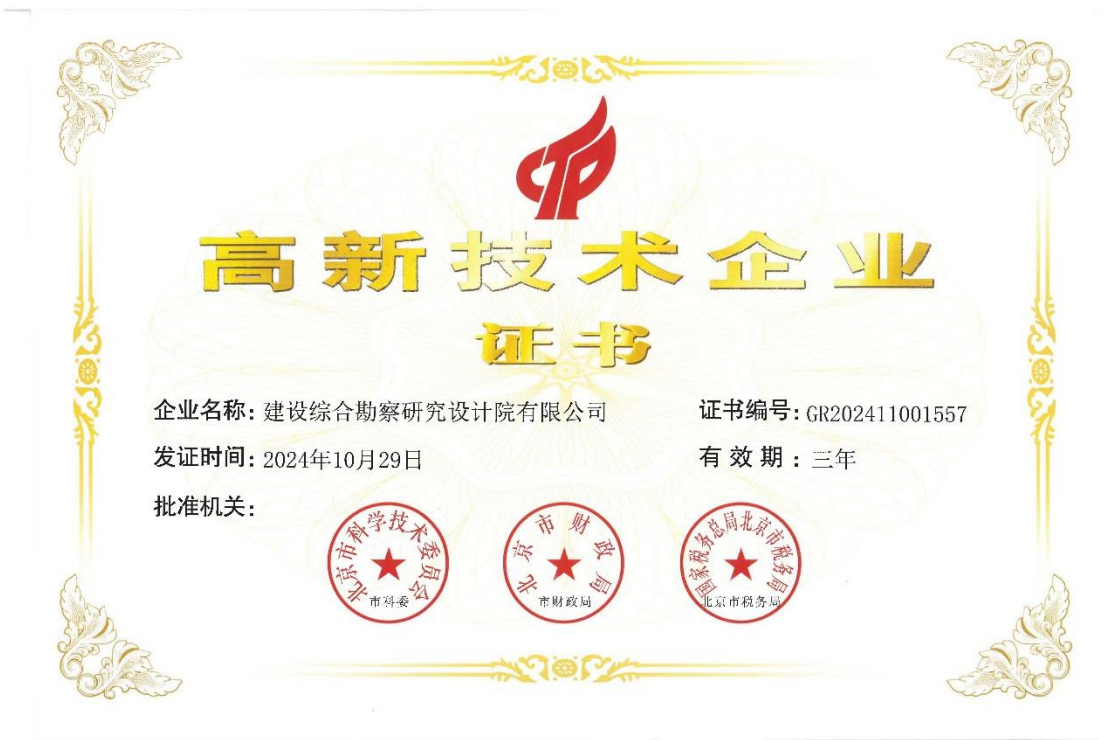 CTP
高新技术企业
证书
企业名称：建设综合勘察研究设计院有限公司
证书编号：GR202411001557
发证时间：2024年10月29日
有效期：三年
批准机关：
北京市科学技术委员会
市科委
北京市财政局
市财政局
国家税务总局北京市税务局
北京市税务局